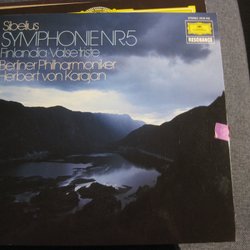 Sibelius
SYMPHONIE NR.5
Finlandia · Valse triste
Berliner Philharmoniker
Herbert von Karajan
RESONANCE